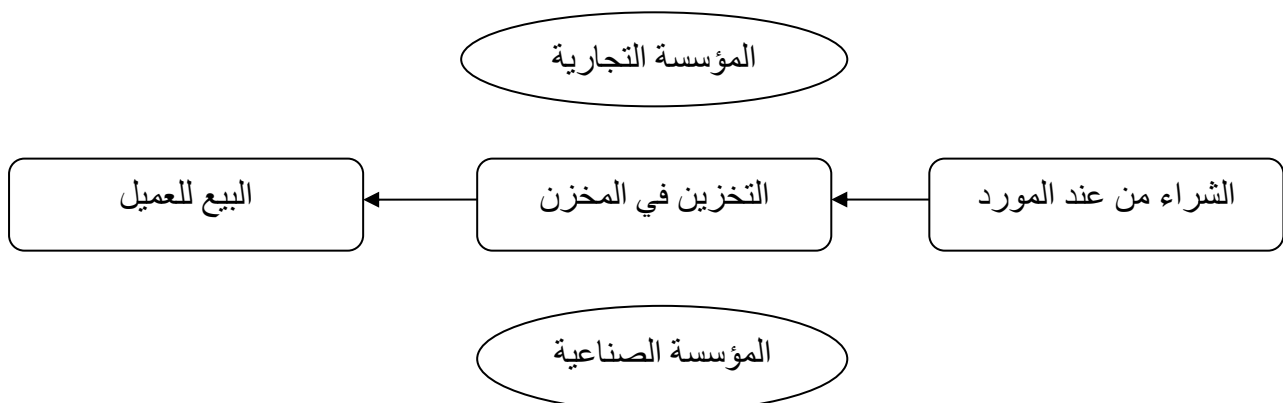 المؤسسة التجارية
الشراء من عند المورد
التخزين في المخزن
البيع للعميل
المؤسسة الصناعية